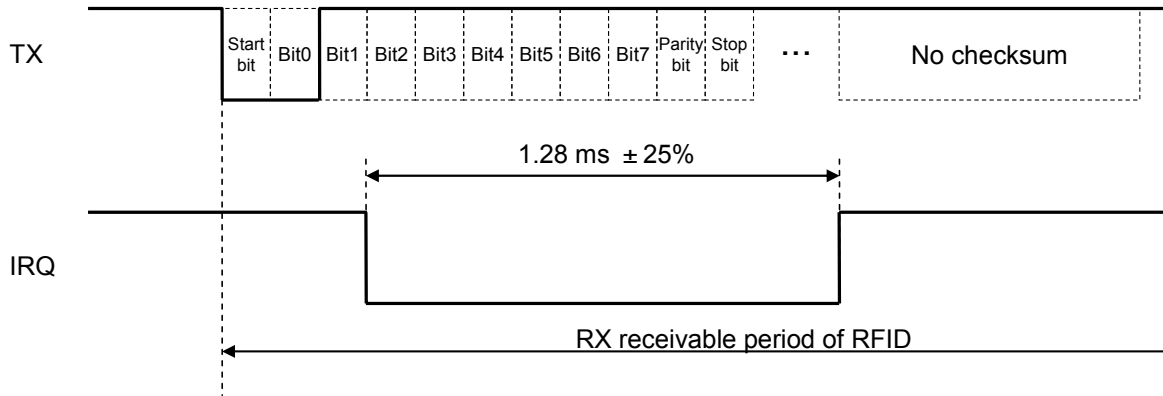 TX
Start
bit
Bit0
Bit1
Bit2
Bit3
Bit4
Bit5
Bit6
Bit7
Parity
bit
Stop
bit
...
No checksum
1.28 ms ±25%
IRQ
RX receivable period of RFID